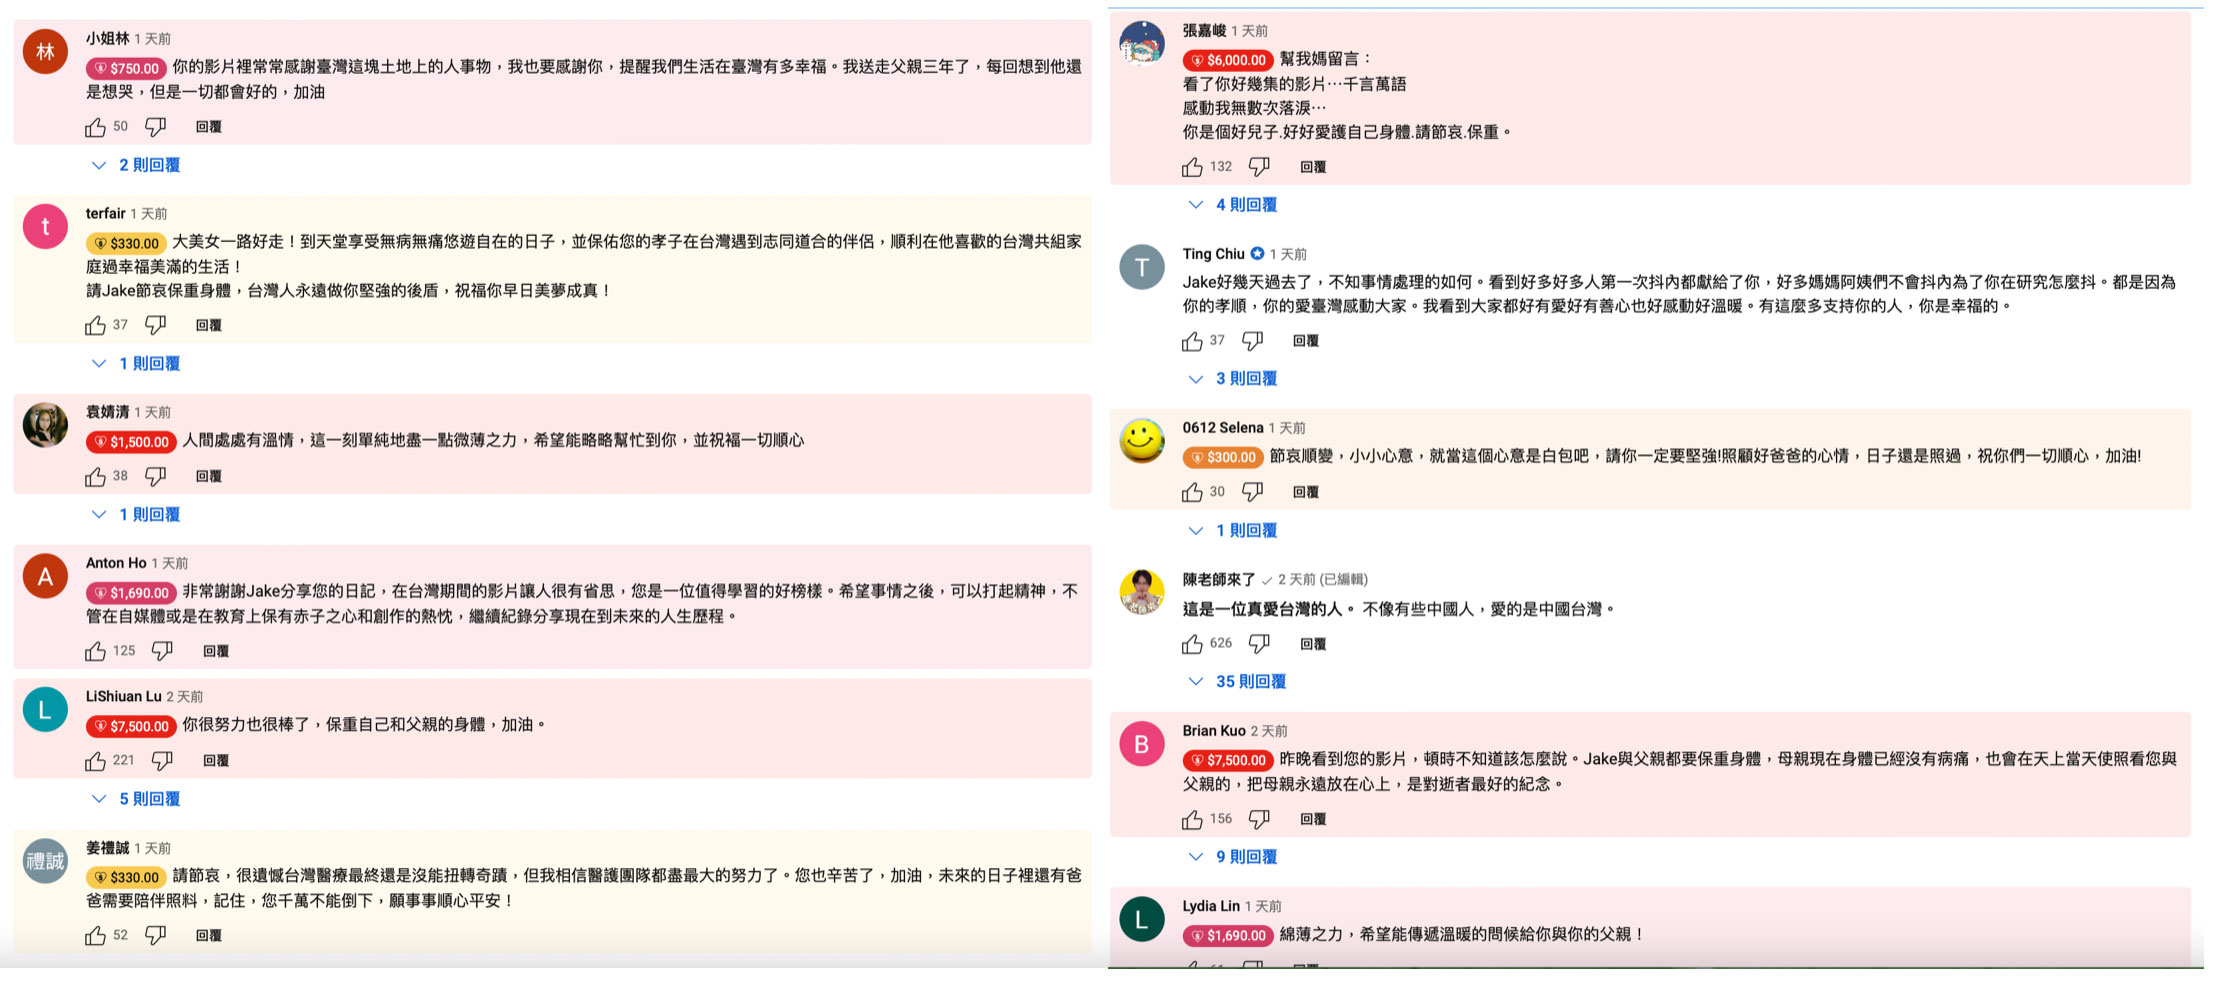 林
小姐林 1 天前
$750.00 你的影片裡常常感謝臺灣這塊土地上的人事物，我也要感謝你，提醒我們生活在臺灣有多幸福。我送走父親三年了，每回想到他還
是想哭，但是一切都會好的，加油
50 回覆
2 則回覆
t
terfair 1 天前
$330.00 大美女一路好走！到天堂享受無病無痛悠遊自在的日子，並保佑您的孝子在台灣遇到志同道合的伴侶，順利在他喜歡的台灣共組家
庭過幸福美滿的生活！
請Jake節哀保重身體，台灣人永遠做你堅強的後盾，祝福你早日美夢成真！
37 回覆
1 則回覆
袁婧清 1 天前
$1,500.00 人間處處有溫情，這一刻單純地盡一點微薄之力，希望能略略幫忙到你，並祝福一切順心
38 回覆
1 則回覆
A
Anton Ho 1 天前
$1,690.00 非常謝謝Jake分享您的日記，在台灣期間的影片讓人很有省思，您是一位值得學習的好榜樣。希望事情之後，可以打起精神，不
管在自媒體或是在教育上保有赤子之心和創作的熱忱，繼續紀錄分享現在到未來的人生歷程。
125 回覆
L
LiShiuan Lu 2 天前
$7,500.00 你很努力也很棒了，保重自己和父親的身體，加油。
221 回覆
5 則回覆
禮誠
姜禮誠 1 天前
$330.00 請節哀，很遺憾台灣醫療最終還是沒能扭轉奇蹟，但我相信醫護團隊都盡最大的努力了。您也辛苦了，加油，未來的日子裡還有爸
爸需要陪伴照料，記住，您千萬不能倒下，願事事順心平安！
52 回覆
張嘉峻 1 天前
$6,000.00 幫我媽留言：
看了你好幾集的影片⋯千言萬語
感動我無數次落淚⋯
你是個好兒子.好好愛護自己身體.請節哀.保重。
132 回覆
4 則回覆
T
Ting Chiu 1 天前
Jake好幾天過去了，不知事情處理的如何。看到好多好多人第一次抖內都獻給了你，好多媽媽阿姨們不會抖內為了你在研究怎麼抖。都是因為
你的孝順，你的愛臺灣感動大家。我看到大家都好有愛好有善心也好感動好溫暖。有這麼多支持你的人，你是幸福的。
37 回覆
3 則回覆
0612 Selena 1 天前
$300.00 節哀順變，小小心意，就當這個心意是白包吧，請你一定要堅強!照顧好爸爸的心情，日子還是照過，祝你們一切順心，加油!
30 回覆
1 則回覆
陳老師來了 2 天前 (已編輯)
這是一位真愛台灣的人。 不像有些中國人，愛的是中國台灣。
626 回覆
35 則回覆
B
Brian Kuo 2 天前
$7,500.00 昨晚看到您的影片，頓時不知道該怎麼說。Jake與父親都要保重身體，母親現在身體已經沒有病痛，也會在天上當天使照看您與
父親的，把母親永遠放在心上，是對逝者最好的紀念。
156 回覆
9 則回覆
L
Lydia Lin 1 天前
$1,690.00 綿薄之力，希望能傳遞溫暖的問候給你與你的父親！